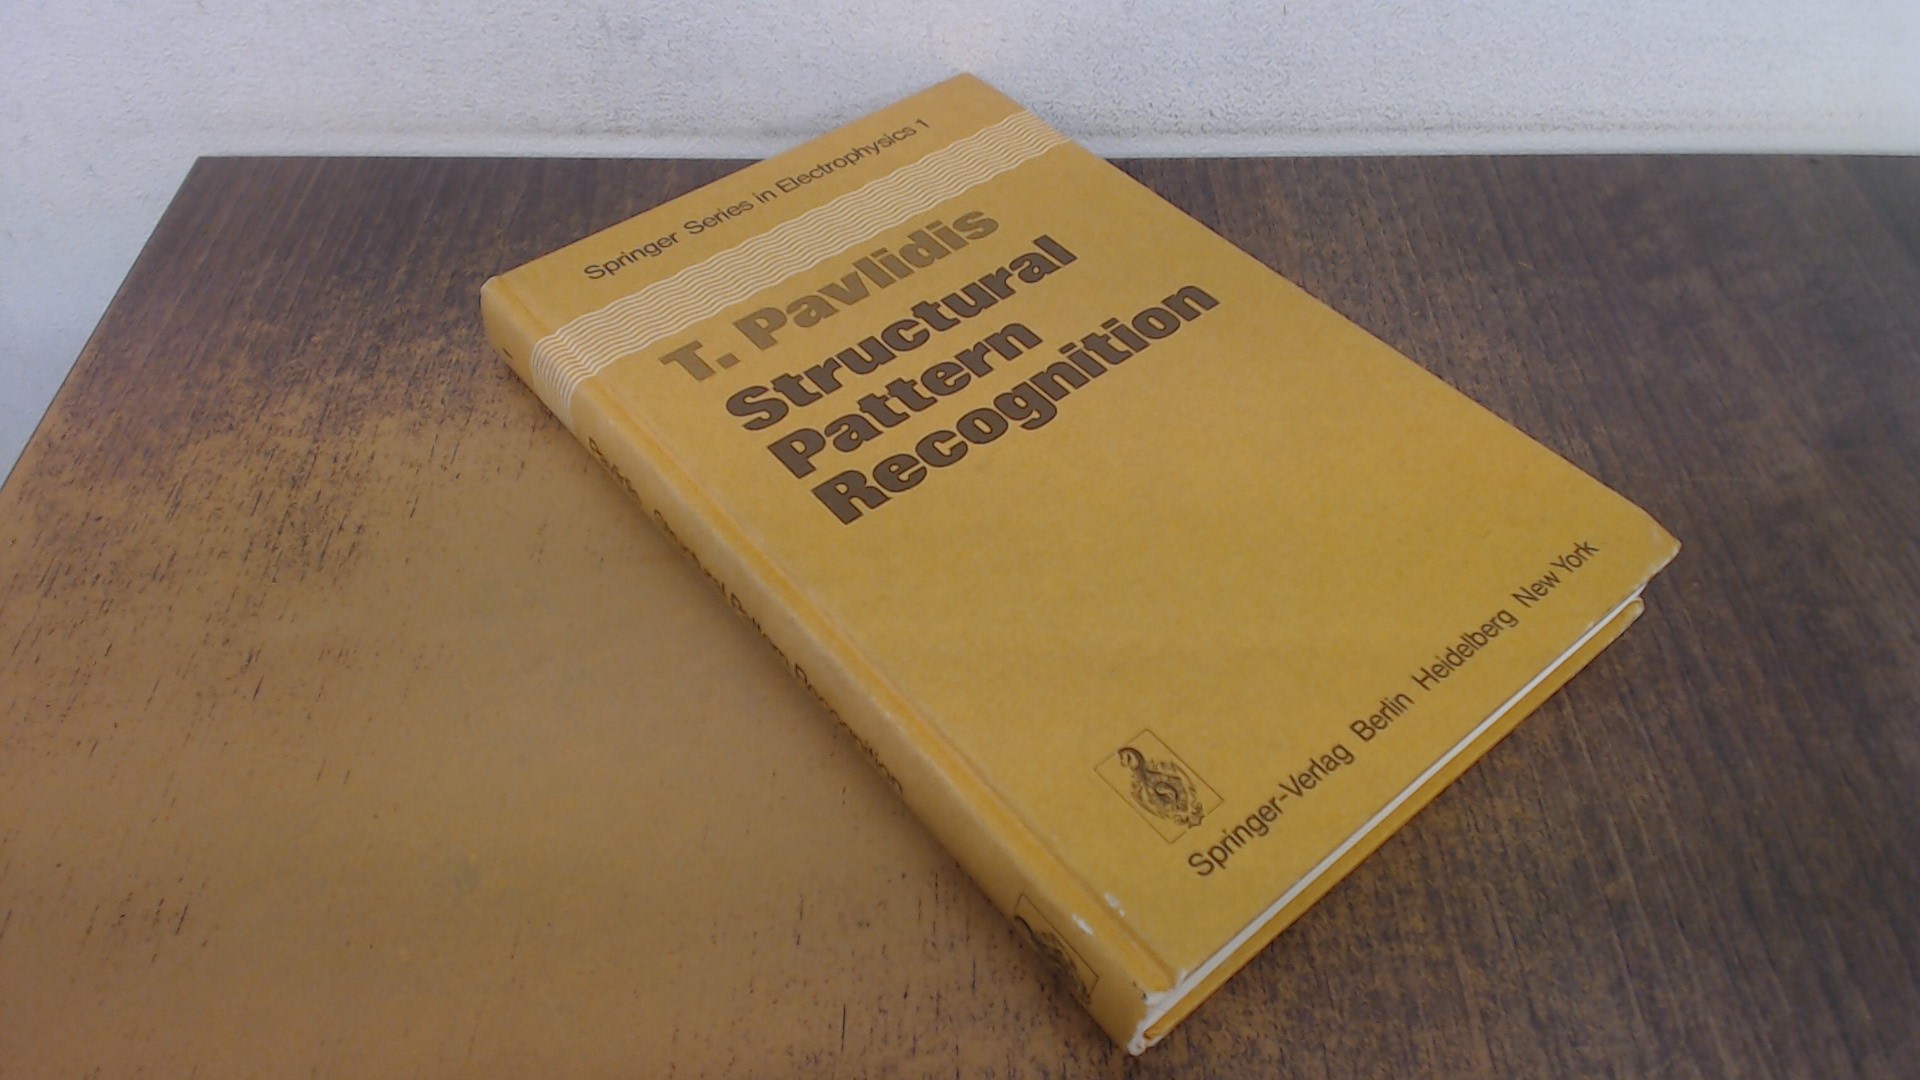 Springer Series in Electrophysics 1
T. Pavlidis
Structural
Pattern
Recognition
Springer-Verlag Berlin Heidelberg New York